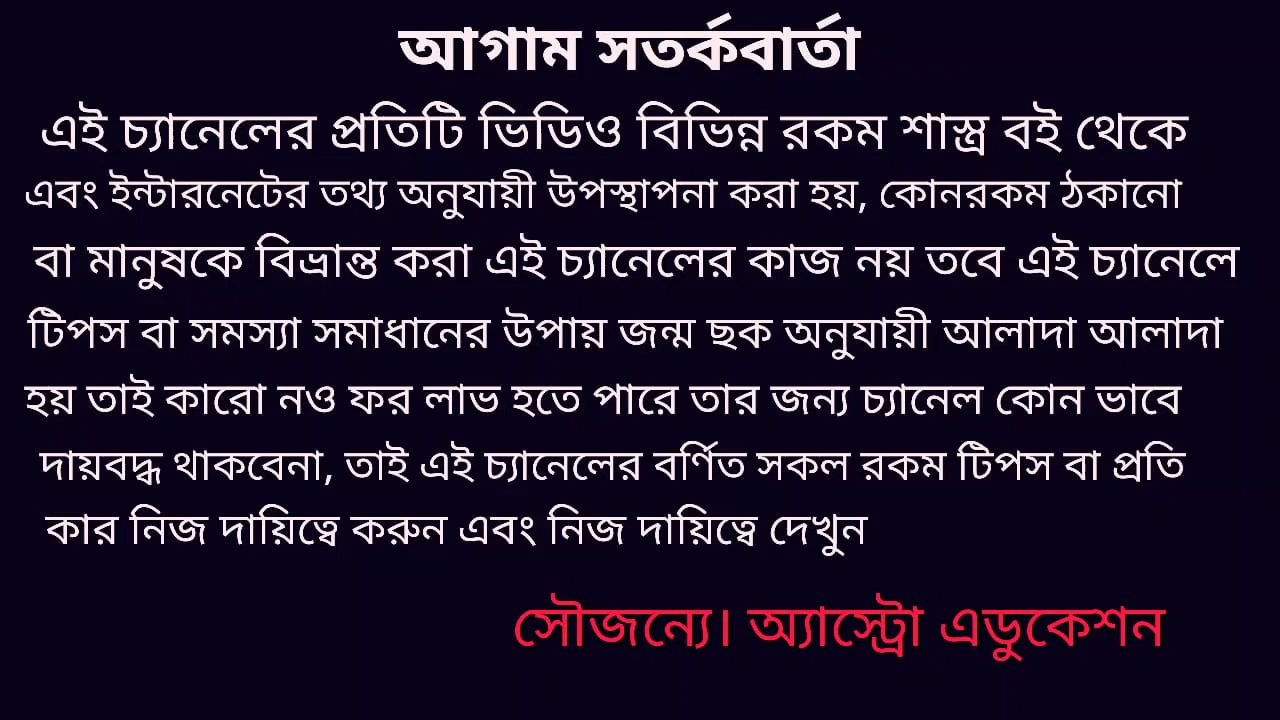 আগাম সতর্কবার্তা
এই চ্যানেলের প্রতিটি ভিডিও বিভিন্ন রকম শাস্ত্র বই থেকে
এবং ইন্টারনেটের তথ্য অনুযায়ী উপস্থাপনা করা হয়, কোনরকম ঠকানো
বা মানুষকে বিভ্রান্ত করা এই চ্যানেলের কাজ নয় তবে এই চ্যানেলে
টিপস বা সমস্যা সমাধানের উপায় জন্ম ছক অনুযায়ী আলাদা আলাদা
হয় তাই কারো নও ফর লাভ হতে পারে তার জন্য চ্যানেল কোন ভাবে
দায়বদ্ধ থাকবেনা, তাই এই চ্যানেলের বর্ণিত সকল রকম টিপস বা প্রতি
কার নিজ দায়িত্বে করুন এবং নিজ দায়িত্বে দেখুন
সৌজন্যে। অ্যাস্ট্রো এডুকেশন